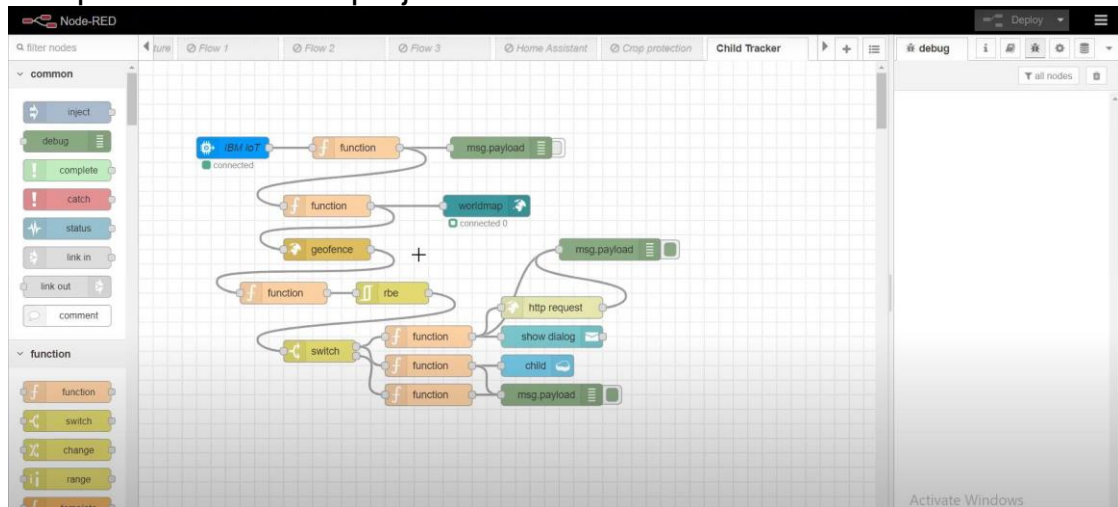 Node-RED
Deploy
filter nodes
ture
Flow 1
Flow 2
Flow 3
Home Assistant
Crop protection
Child Tracker
debug
i
common
all nodes
inject
debug
complete
catch
status
link in
link out
comment
function
function
switch
change
range
IBM IoT
connected
function
msg.payload
function
worldmap
connected 0
geofence
msg.payload
function
rbe
http request
function
show dialog
switch
function
child
function
msg.payload
Activate Windows